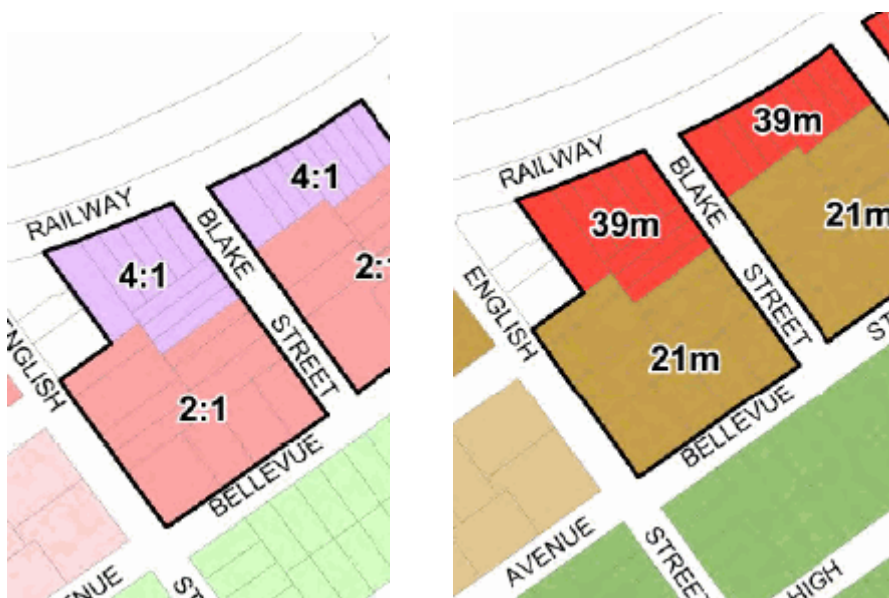 4:1
RAILWAY
BLAKE
4:1
2:
ENGLISH
STREET
2:1
BELLEVUE
39m
RAILWAY
BLAKE
39m
21m
ENGLISH
STREET
21m
BELLEVUE
AVENUE
STREET
HIGH